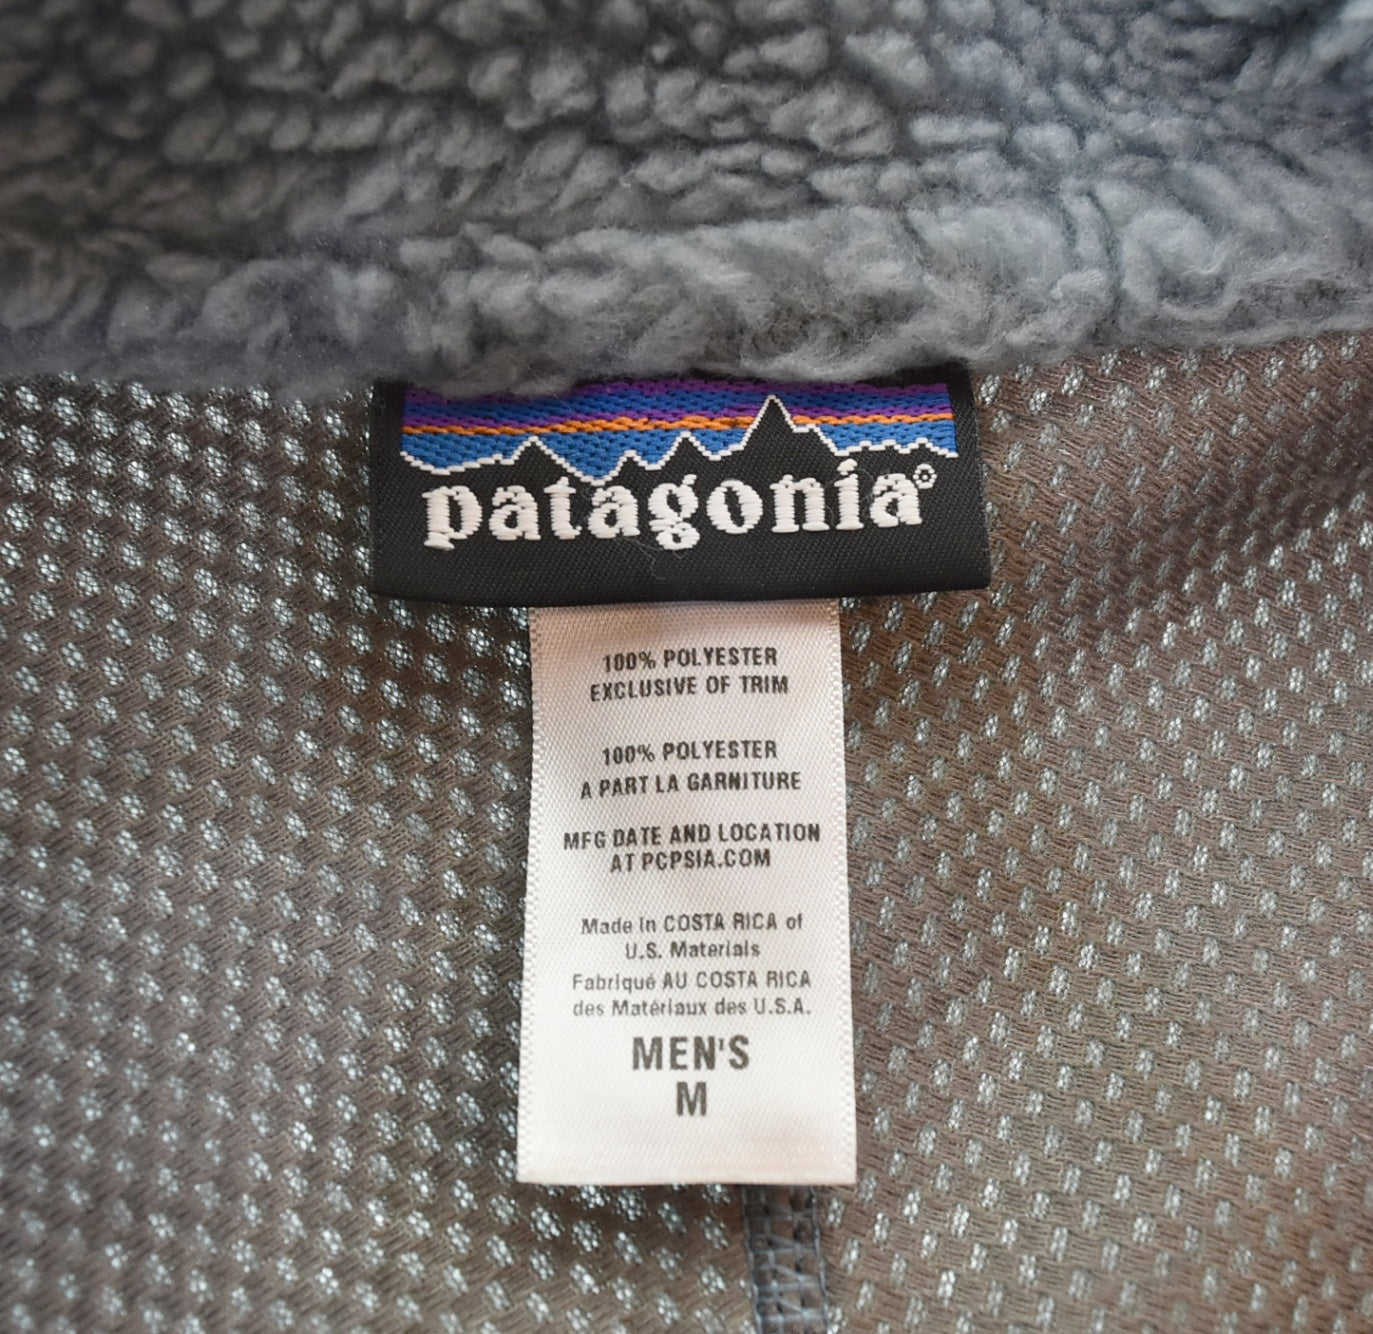 patagonia®
100% POLYESTER
EXCLUSIVE OF TRIM
100% POLYESTER
A PART LA GARNITURE
MFG DATE AND LOCATION
AT PCPSIA.COM
Made in COSTA RICA of
U.S. Materials
Fabriqué AU COSTA RICA
des Matériaux des U.S.A.
MEN'S
M